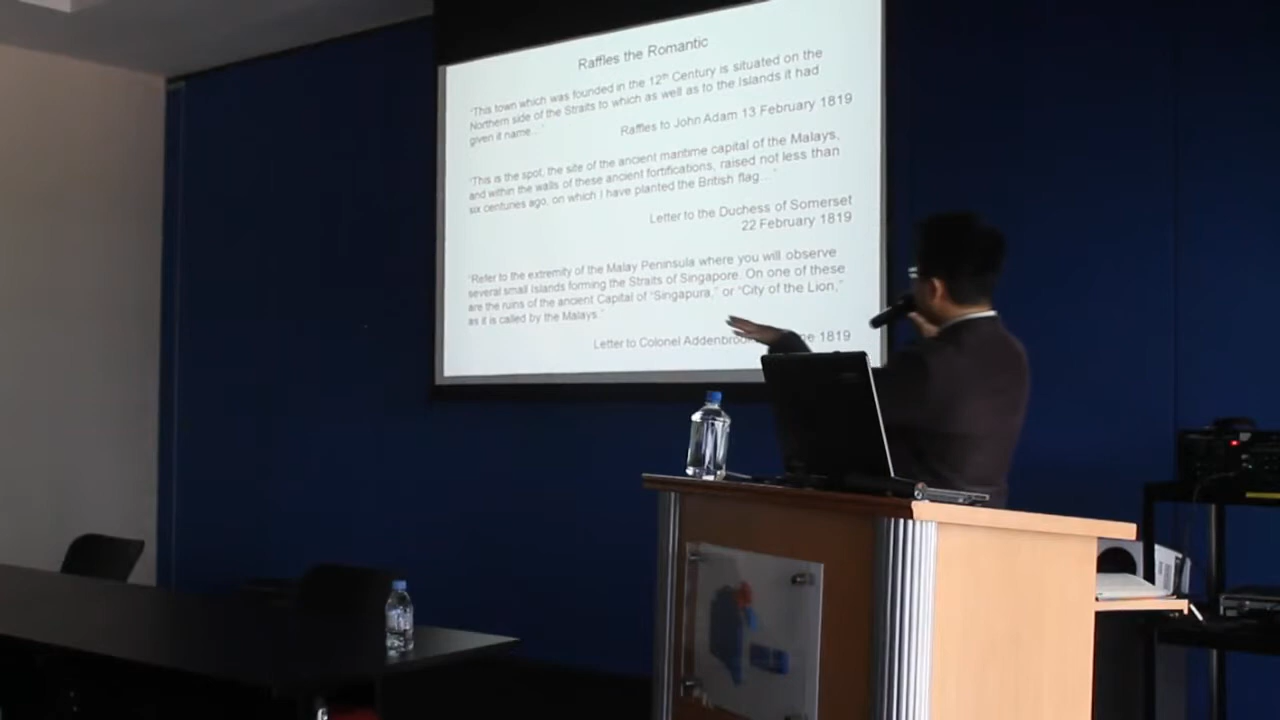 Raffles the Romantic
"This town which was founded in the 12th Century is situated on the
Northern side of the Straits to which as well as to the Islands it had
given it name..."
Raffles to John Adam 13 February 1819
"This is the spot, the site of the ancient maritime capital of the Malays,
and within the walls of these ancient fortifications, raised not less than
six centuries ago, on which I have planted the British flag..."
Letter to the Duchess of Somerset
22 February 1819
"Refer to the extremity of the Malay Peninsula where you will observe
several small Islands forming the Straits of Singapore. On one of these
are the ruins of the ancient Capital of "Singapura," or "City of the Lion,"
as it is called by the Malays."
Letter to Colonel 1819